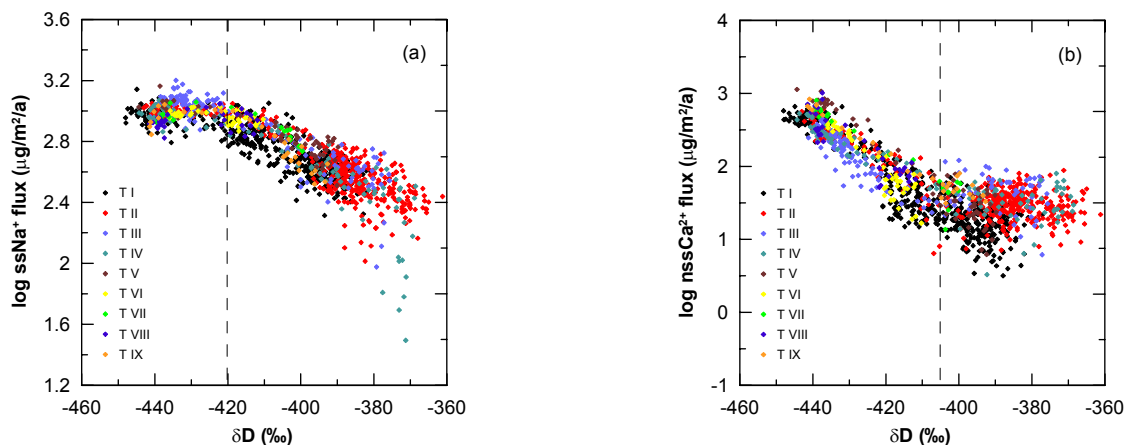 (a)
log ssNa⁺ flux (µg/m²/a)
3.6
3.2
2.8
2.4
2
1.6
1.2
T I
T II
T III
T IV
T V
T VI
T VII
T VIII
T IX
-460 -440 -420 -400 -380 -360
δD (‰)
(b)
log nssCa²⁺ flux (µg/m²/a)
4
3
2
1
0
-1
T I
T II
T III
T IV
T V
T VI
T VII
T VIII
T IX
-460 -440 -420 -400 -380 -360
δD (‰)